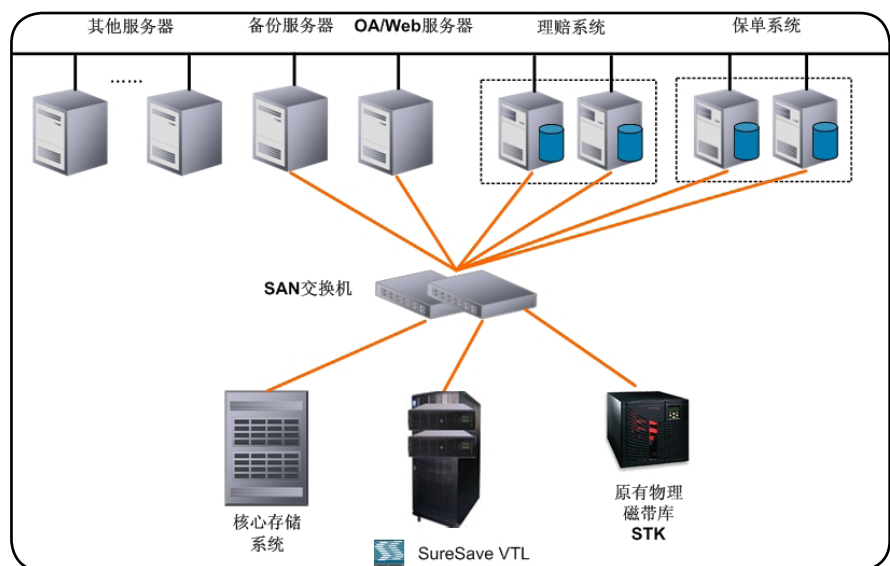 其他服务器
备份服务器
OA/Web服务器
理赔系统
保单系统
……
SAN交换机
核心存储
系统
SureSave VTL
原有物理
磁带库
STK